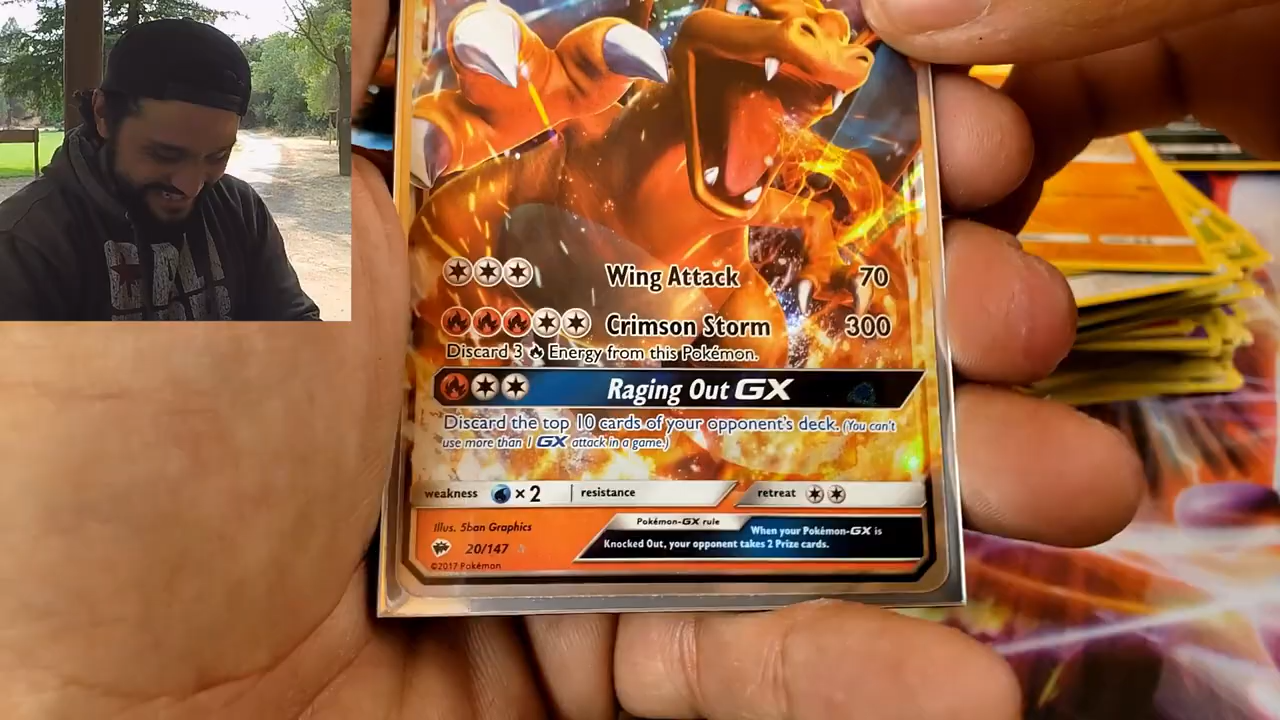 CALI
Wing Attack 70
Crimson Storm 300
Discard 3 Energy from this Pokémon.
Raging Out GX
Discard the top 10 cards of your opponent's deck. (You can't
use more than 1 GX attack in a game.)
weakness ×2 resistance retreat
Illus. 5ban Graphics
20/147
©2017 Pokémon
Pokémon-GX rule
When your Pokémon-GX is
Knocked Out, your opponent takes 2 Prize cards.